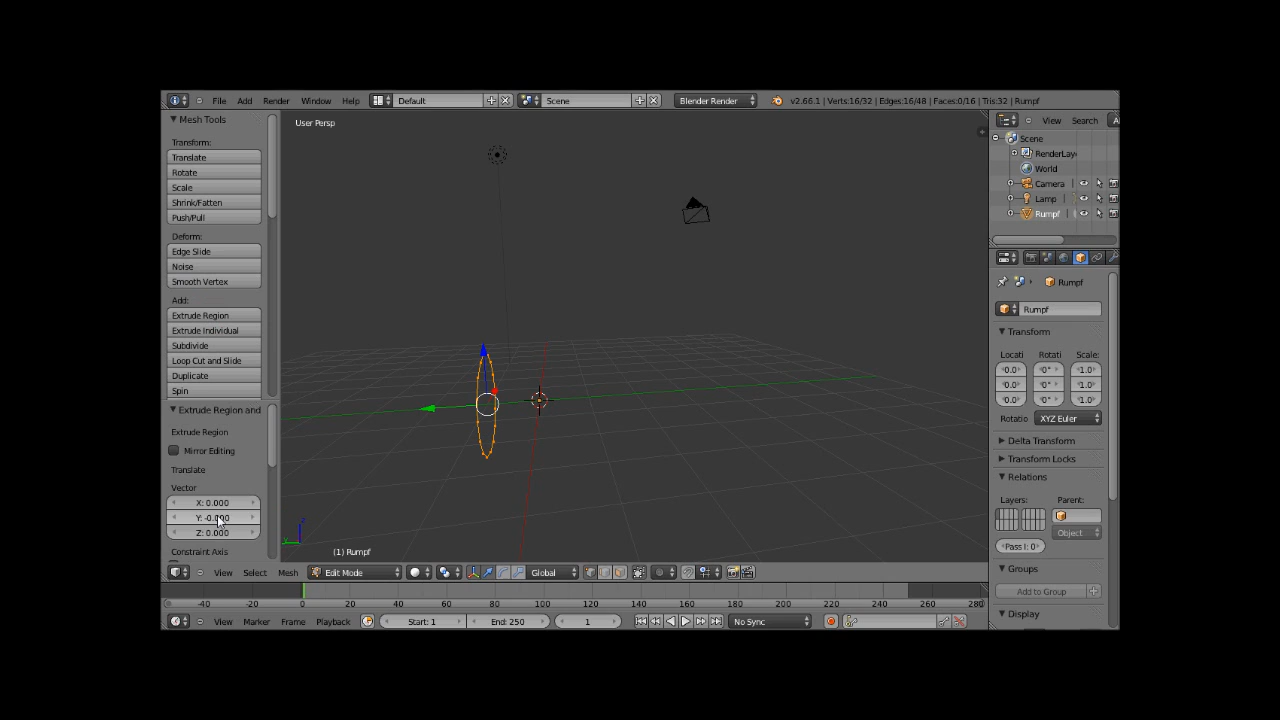 File Add Render Window Help Default Scene Blender Render v2.66.1 | Verts:16/32 | Edges:16/48 | Faces:0/16 | Tris:32 | Rumpf
Mesh Tools
Transform:
Translate
Rotate
Scale
Shrink/Fatten
Push/Pull
Deform:
Edge Slide
Noise
Smooth Vertex
Add:
Extrude Region
Extrude Individual
Subdivide
Loop Cut and Slide
Duplicate
Spin
Extrude Region and
Extrude Region
Mirror Editing
Translate
Vector
X: 0.000
Y: -0.000
Z: 0.000
Constraint Axis
User Persp
(1) Rumpf
View Select Mesh Edit Mode Global
-40 -20 0 20 40 60 80 100 120 140 160 180 200 220 240 260 280
View Marker Frame Playback Start: 1 End: 250 1 No Sync
View Search
Scene
RenderLay
World
Camera
Lamp
Rumpf
Rumpf
Rumpf
Transform
Locati Rotati Scale:
0.0 0° 1.0
0.0 0° 1.0
0.0 0° 1.0
Rotatio XYZ Euler
Delta Transform
Transform Locks
Relations
Layers: Parent:
Object
Pass I: 0
Groups
Add to Group
Display